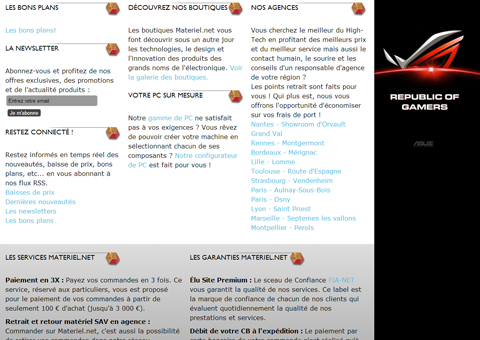 LES BONS PLANS
Les bons plans!
LA NEWSLETTER
Abonnez-vous et profitez de nos
offres exclusives, des promotions
et de l'actualité produits :
Entrez votre email
Je m'abonne
RESTEZ CONNECTÉ !
Restez informés en temps réel des
nouveautés, baisse de prix, bons
plans, etc... en vous abonnant à
nos flux RSS.
Baisses de prix
Dernières nouveautés
Les newsletters
Les bons plans
DÉCOUVREZ NOS BOUTIQUES
Les boutiques Materiel.net vous
font découvrir sous un autre jour
les technologies, le design et
l'innovation des produits des
grands noms de l'électronique. Voir
la galerie des boutiques.
VOTRE PC SUR MESURE
Notre gamme de PC ne satisfait
pas à vos exigences ? Vous rêvez
de pouvoir créer votre machine en
sélectionnant chacun de ses
composants ? Notre configurateur
de PC est fait pour vous !
NOS AGENCES
Vous cherchez le meilleur du High-
Tech en profitant des meilleurs prix
et du meilleur service mais aussi le
contact humain, le sourire et les
conseils d'un responsable d'agence
de votre région ?
Les points retrait sont faits pour
vous ! Qui plus est, nous vous
offrons l'opportunité d'économiser
sur vos frais de port !
Nantes - Showroom d'Orvault
Grand Val
Rennes - Montgermont
Bordeaux - Mérignac
Lille - Lomme
Toulouse - Route d'Espagne
Strasbourg - Vendenheim
Paris - Aulnay-Sous-Bois
Paris - Osny
Lyon - Saint Priest
Marseille - Septemes les vallons
Montpellier - Perols
REPUBLIC OF
GAMERS
ASUS
LES SERVICES MATERIEL.NET
Paiement en 3X : Payez vos commandes en 3 fois. Ce
service, réservé aux particuliers, vous est proposé
pour le paiement de vos commandes à partir de
seulement 100 € d'achat (jusqu'à 3 000 €).
Retrait et retour matériel SAV en agence :
Commander sur Materiel.net, c'est aussi la possibilité
de retirer vos commandes dans notre réseau
LES GARANTIES MATERIEL.NET
Élu Site Premium : Le sceau de Confiance FIA-NET
vous garantit la qualité de nos services. Ce label est
la marque de confiance de chacun de nos clients qui
évaluent quotidiennement la qualité de nos
prestations et services.
Débit de votre CB à l'expédition : Le paiement par
carte bancaire de votre commande n'est réalisé qu'à